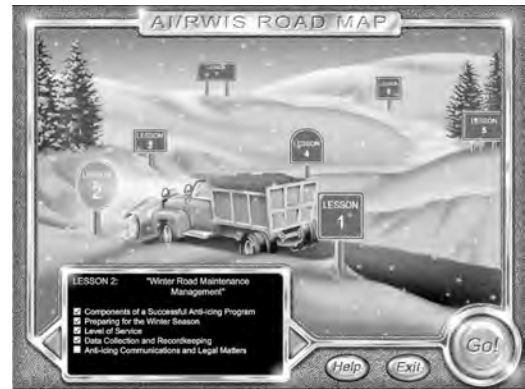 AI/RWIS ROAD MAP
LESSON
3
LESSON
4
LESSON
5
LESSON
2
LESSON
1
LESSON 2: "Winter Road Maintenance
Management"
Components of a Successful Anti-icing Program
Preparing for the Winter Season
Level of Service
Data Collection and Recordkeeping
Anti-icing Communications and Legal Matters
Help
Exit
Go!